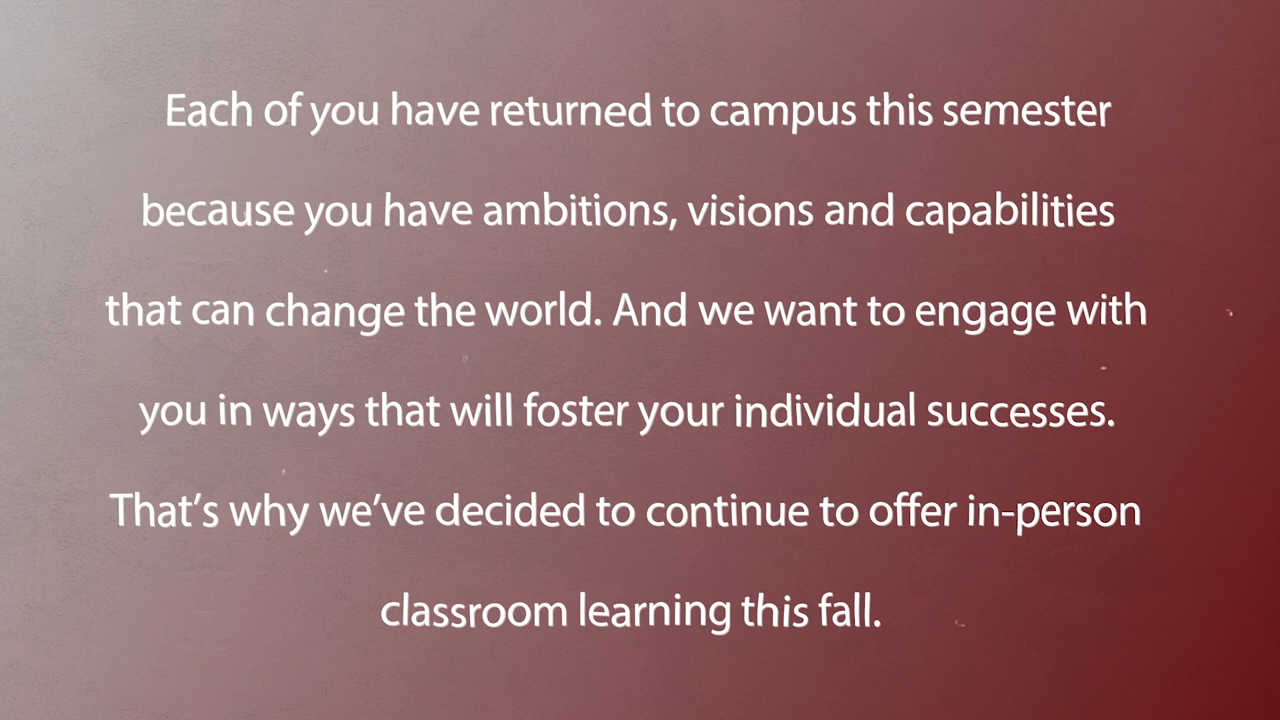 Each of you have returned to campus this semester
because you have ambitions, visions and capabilities
that can change the world. And we want to engage with
you in ways that will foster your individual successes.
That’s why we’ve decided to continue to offer in-person
classroom learning this fall.